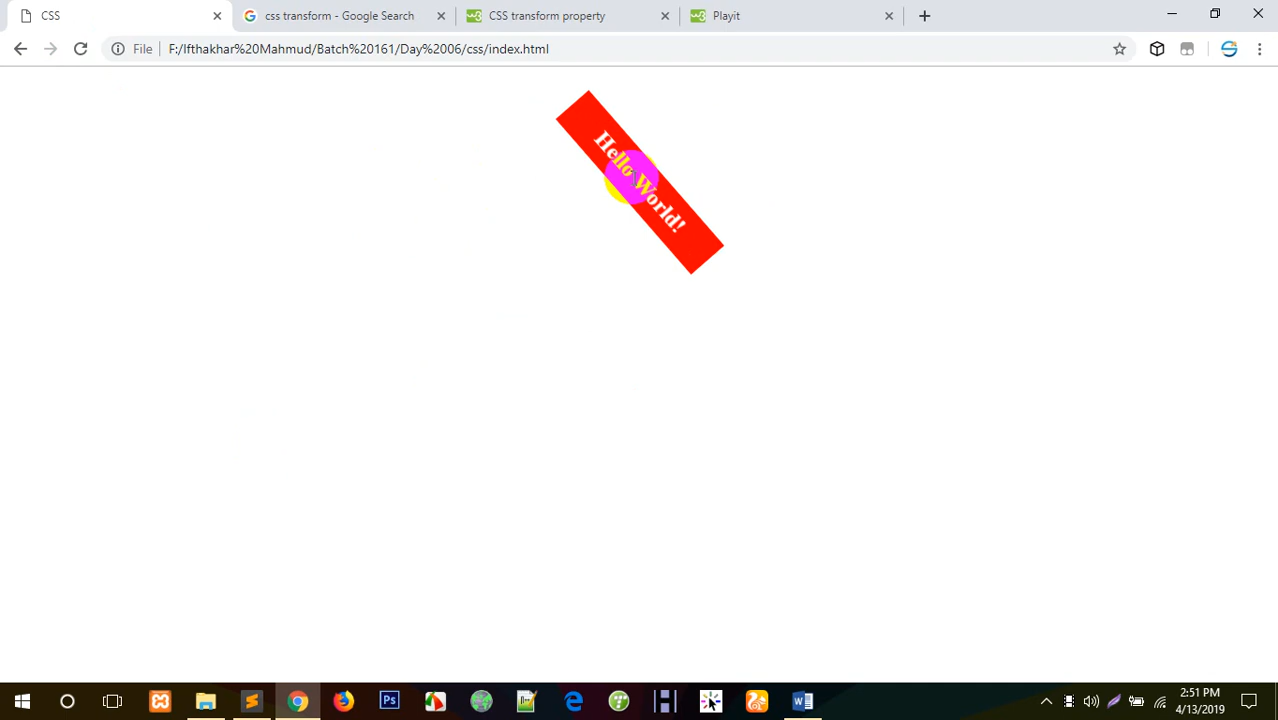 CSS
css transform - Google Search
CSS transform property
Playit
File
F:/Ifthakhar%20Mahmud/Batch%20161/Day%2006/css/index.html
Hello World!
2:51 PM
4/13/2019